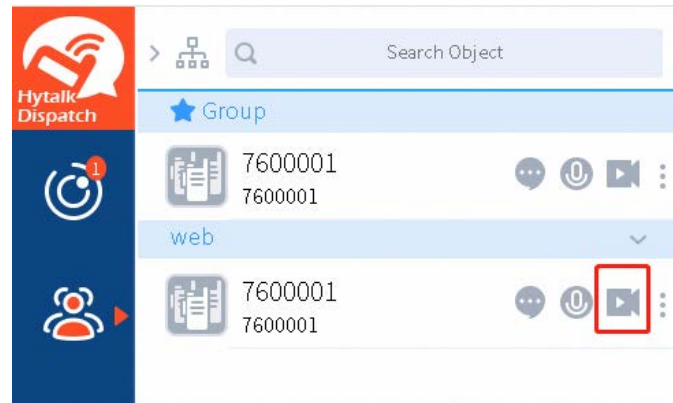 Hytalk
Dispatch
Search Object
Group
1
7600001
7600001
web
7600001
7600001